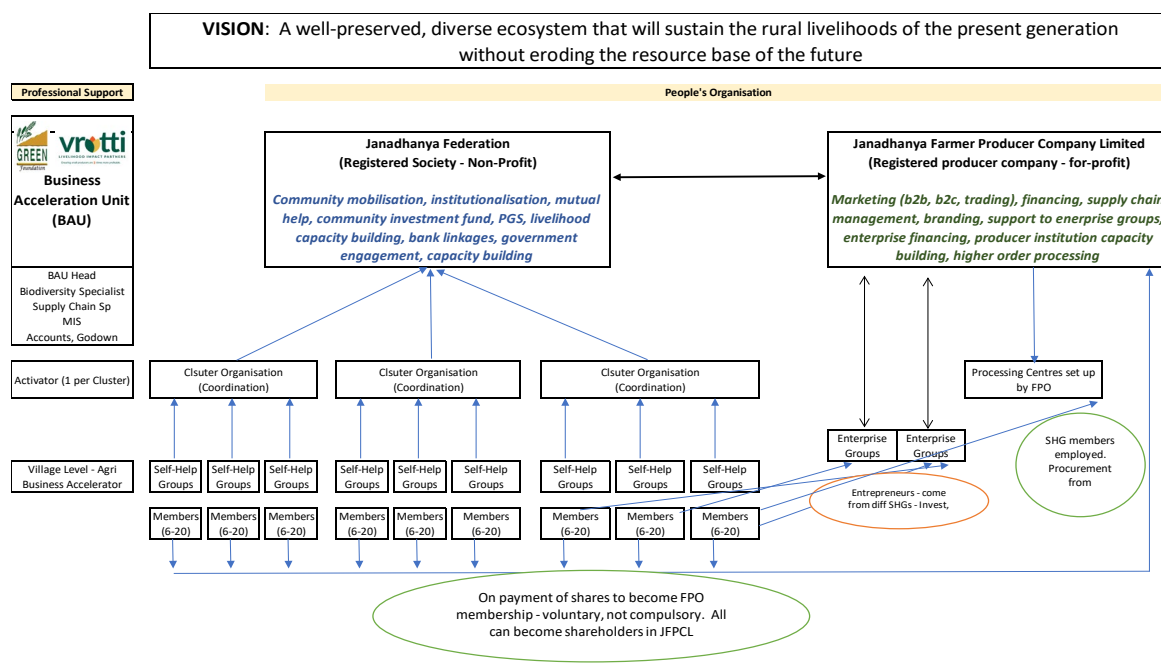 VISION: A well-preserved, diverse ecosystem that will sustain the rural livelihoods of the present generation
without eroding the resource base of the future
Professional Support
People's Organisation
GREEN
Foundation
vrutti
LIVELIHOOD IMPACT PARTNERS
Business
Acceleration Unit
(BAU)
BAU Head
Biodiversity Specialist
Supply Chain Sp
MIS
Accounts, Godown
Activator (1 per Cluster)
Village Level - Agri
Business Accelerator
Janadhanya Federation
(Registered Society - Non-Profit)
Community mobilisation, institutionalisation, mutual
help, community investment fund, PGS, livelihood
capacity building, bank linkages, government
engagement, capacity building
Janadhanya Farmer Producer Company Limited
(Registered producer company - for-profit)
Marketing (b2b, b2c, trading), financing, supply chain
management, branding, support to enerprise groups,
enterprise financing, producer institution capacity
building, higher order processing
Clsuter Organisation
(Coordination)
Clsuter Organisation
(Coordination)
Clsuter Organisation
(Coordination)
Processing Centres set up
by FPO
Enterprise
Groups
Enterprise
Groups
SHG members
employed.
Procurement
from
Self-Help
Groups
Self-Help
Groups
Self-Help
Groups
Self-Help
Groups
Self-Help
Groups
Self-Help
Groups
Self-Help
Groups
Self-Help
Groups
Self-Help
Groups
Entrepreneurs - come
from diff SHGs - Invest,
Members
(6-20)
Members
(6-20)
Members
(6-20)
Members
(6-20)
Members
(6-20)
Members
(6-20)
Members
(6-20)
Members
(6-20)
Members
(6-20)
On payment of shares to become FPO
membership - voluntary, not compulsory. All
can become shareholders in JFPCL